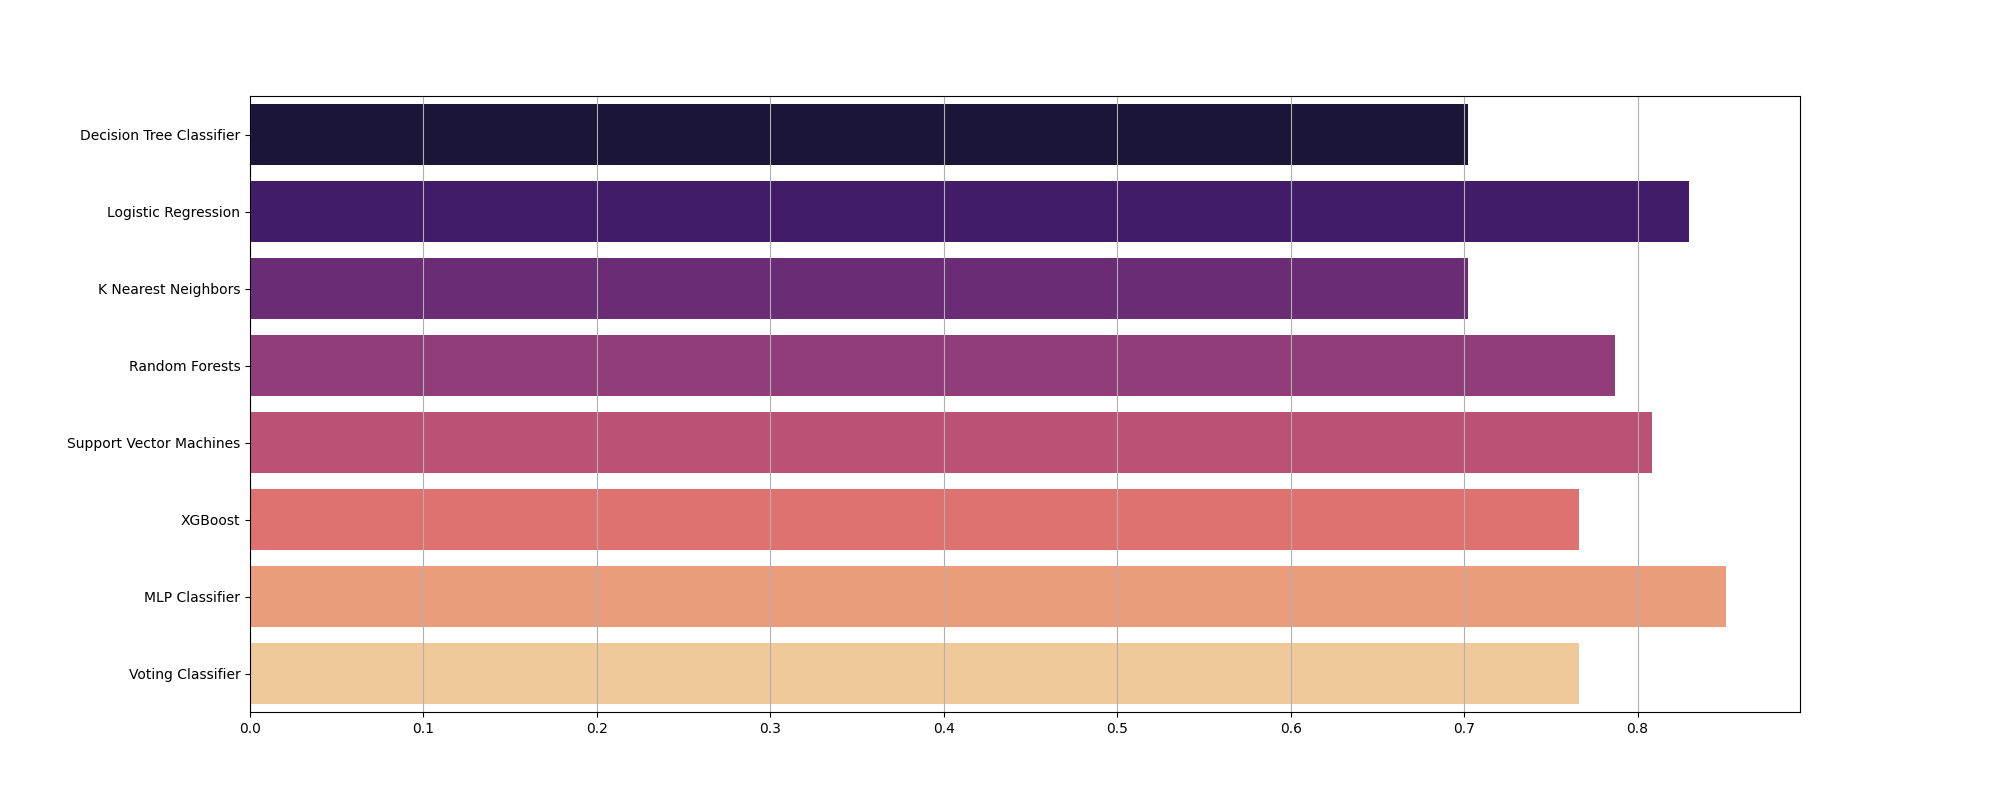 Decision Tree Classifier
Logistic Regression
K Nearest Neighbors
Random Forests
Support Vector Machines
XGBoost
MLP Classifier
Voting Classifier
0.0 0.1 0.2 0.3 0.4 0.5 0.6 0.7 0.8